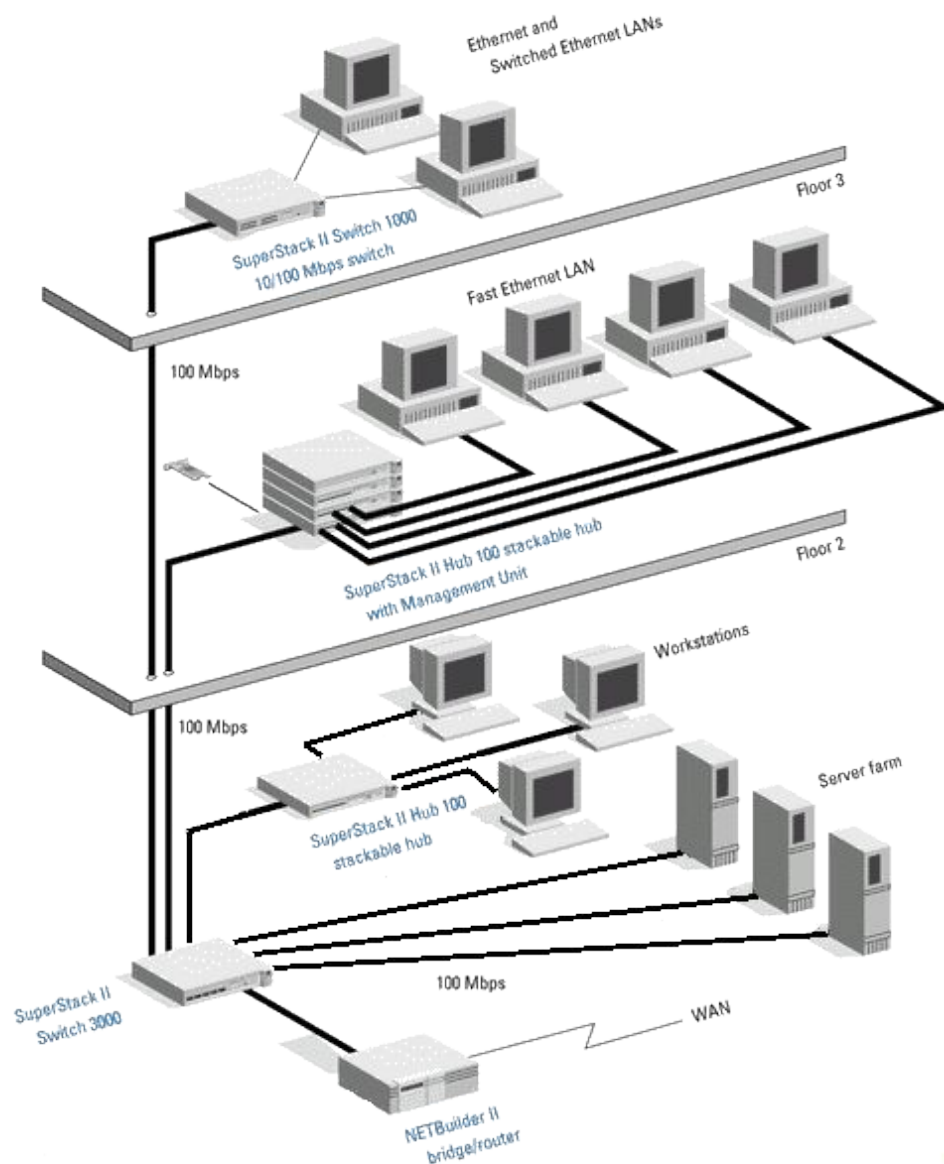 Ethernet and
Switched Ethernet LANs
Floor 3
SuperStack II Switch 1000
10/100 Mbps switch
Fast Ethernet LAN
100 Mbps
SuperStack II Hub 100 stackable hub
with Management Unit
Floor 2
Workstations
100 Mbps
Server farm
SuperStack II Hub 100
stackable hub
100 Mbps
SuperStack II
Switch 3000
WAN
NETBuilder II
bridge/router